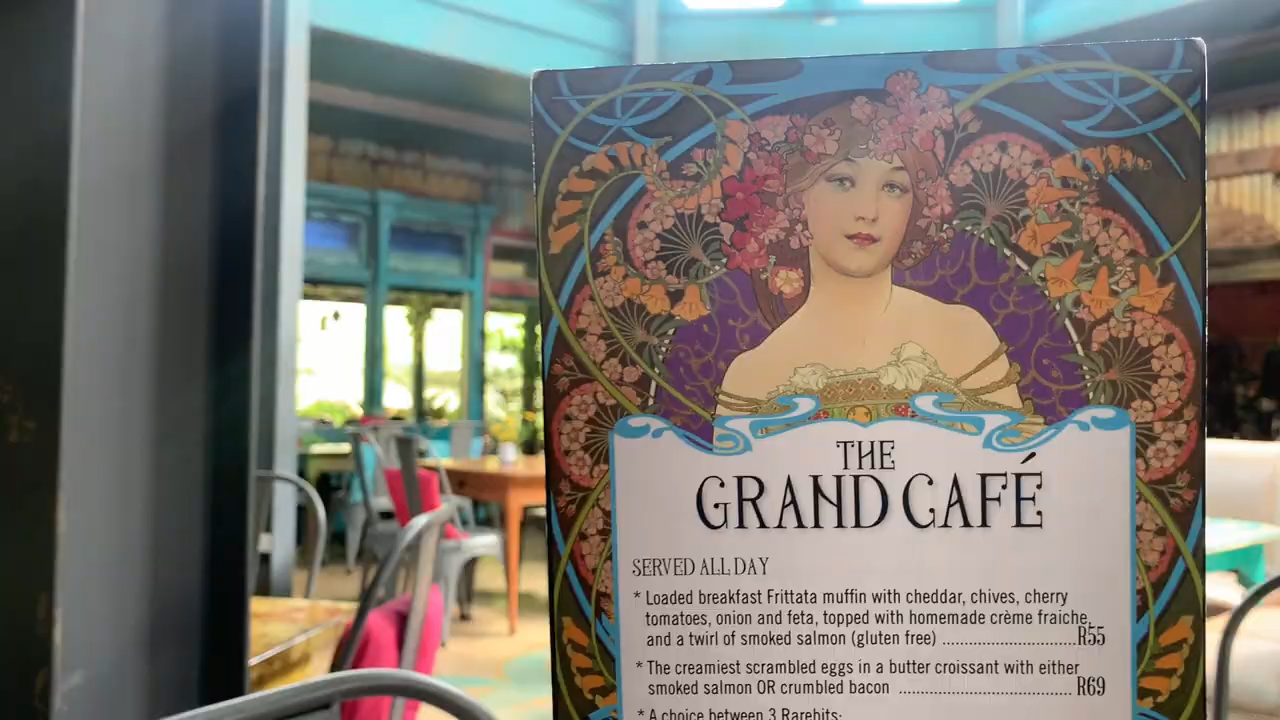 THE
GRAND CAFÉ
SERVED ALL DAY
* Loaded breakfast Frittata muffin with cheddar, chives, cherry
tomatoes, onion and feta, topped with homemade crème fraiche,
and a twirl of smoked salmon (gluten free) ................................R55
* The creamiest scrambled eggs in a butter croissant with either
smoked salmon OR crumbled bacon ........................................ R69
* A choice between 3 Rarebits: